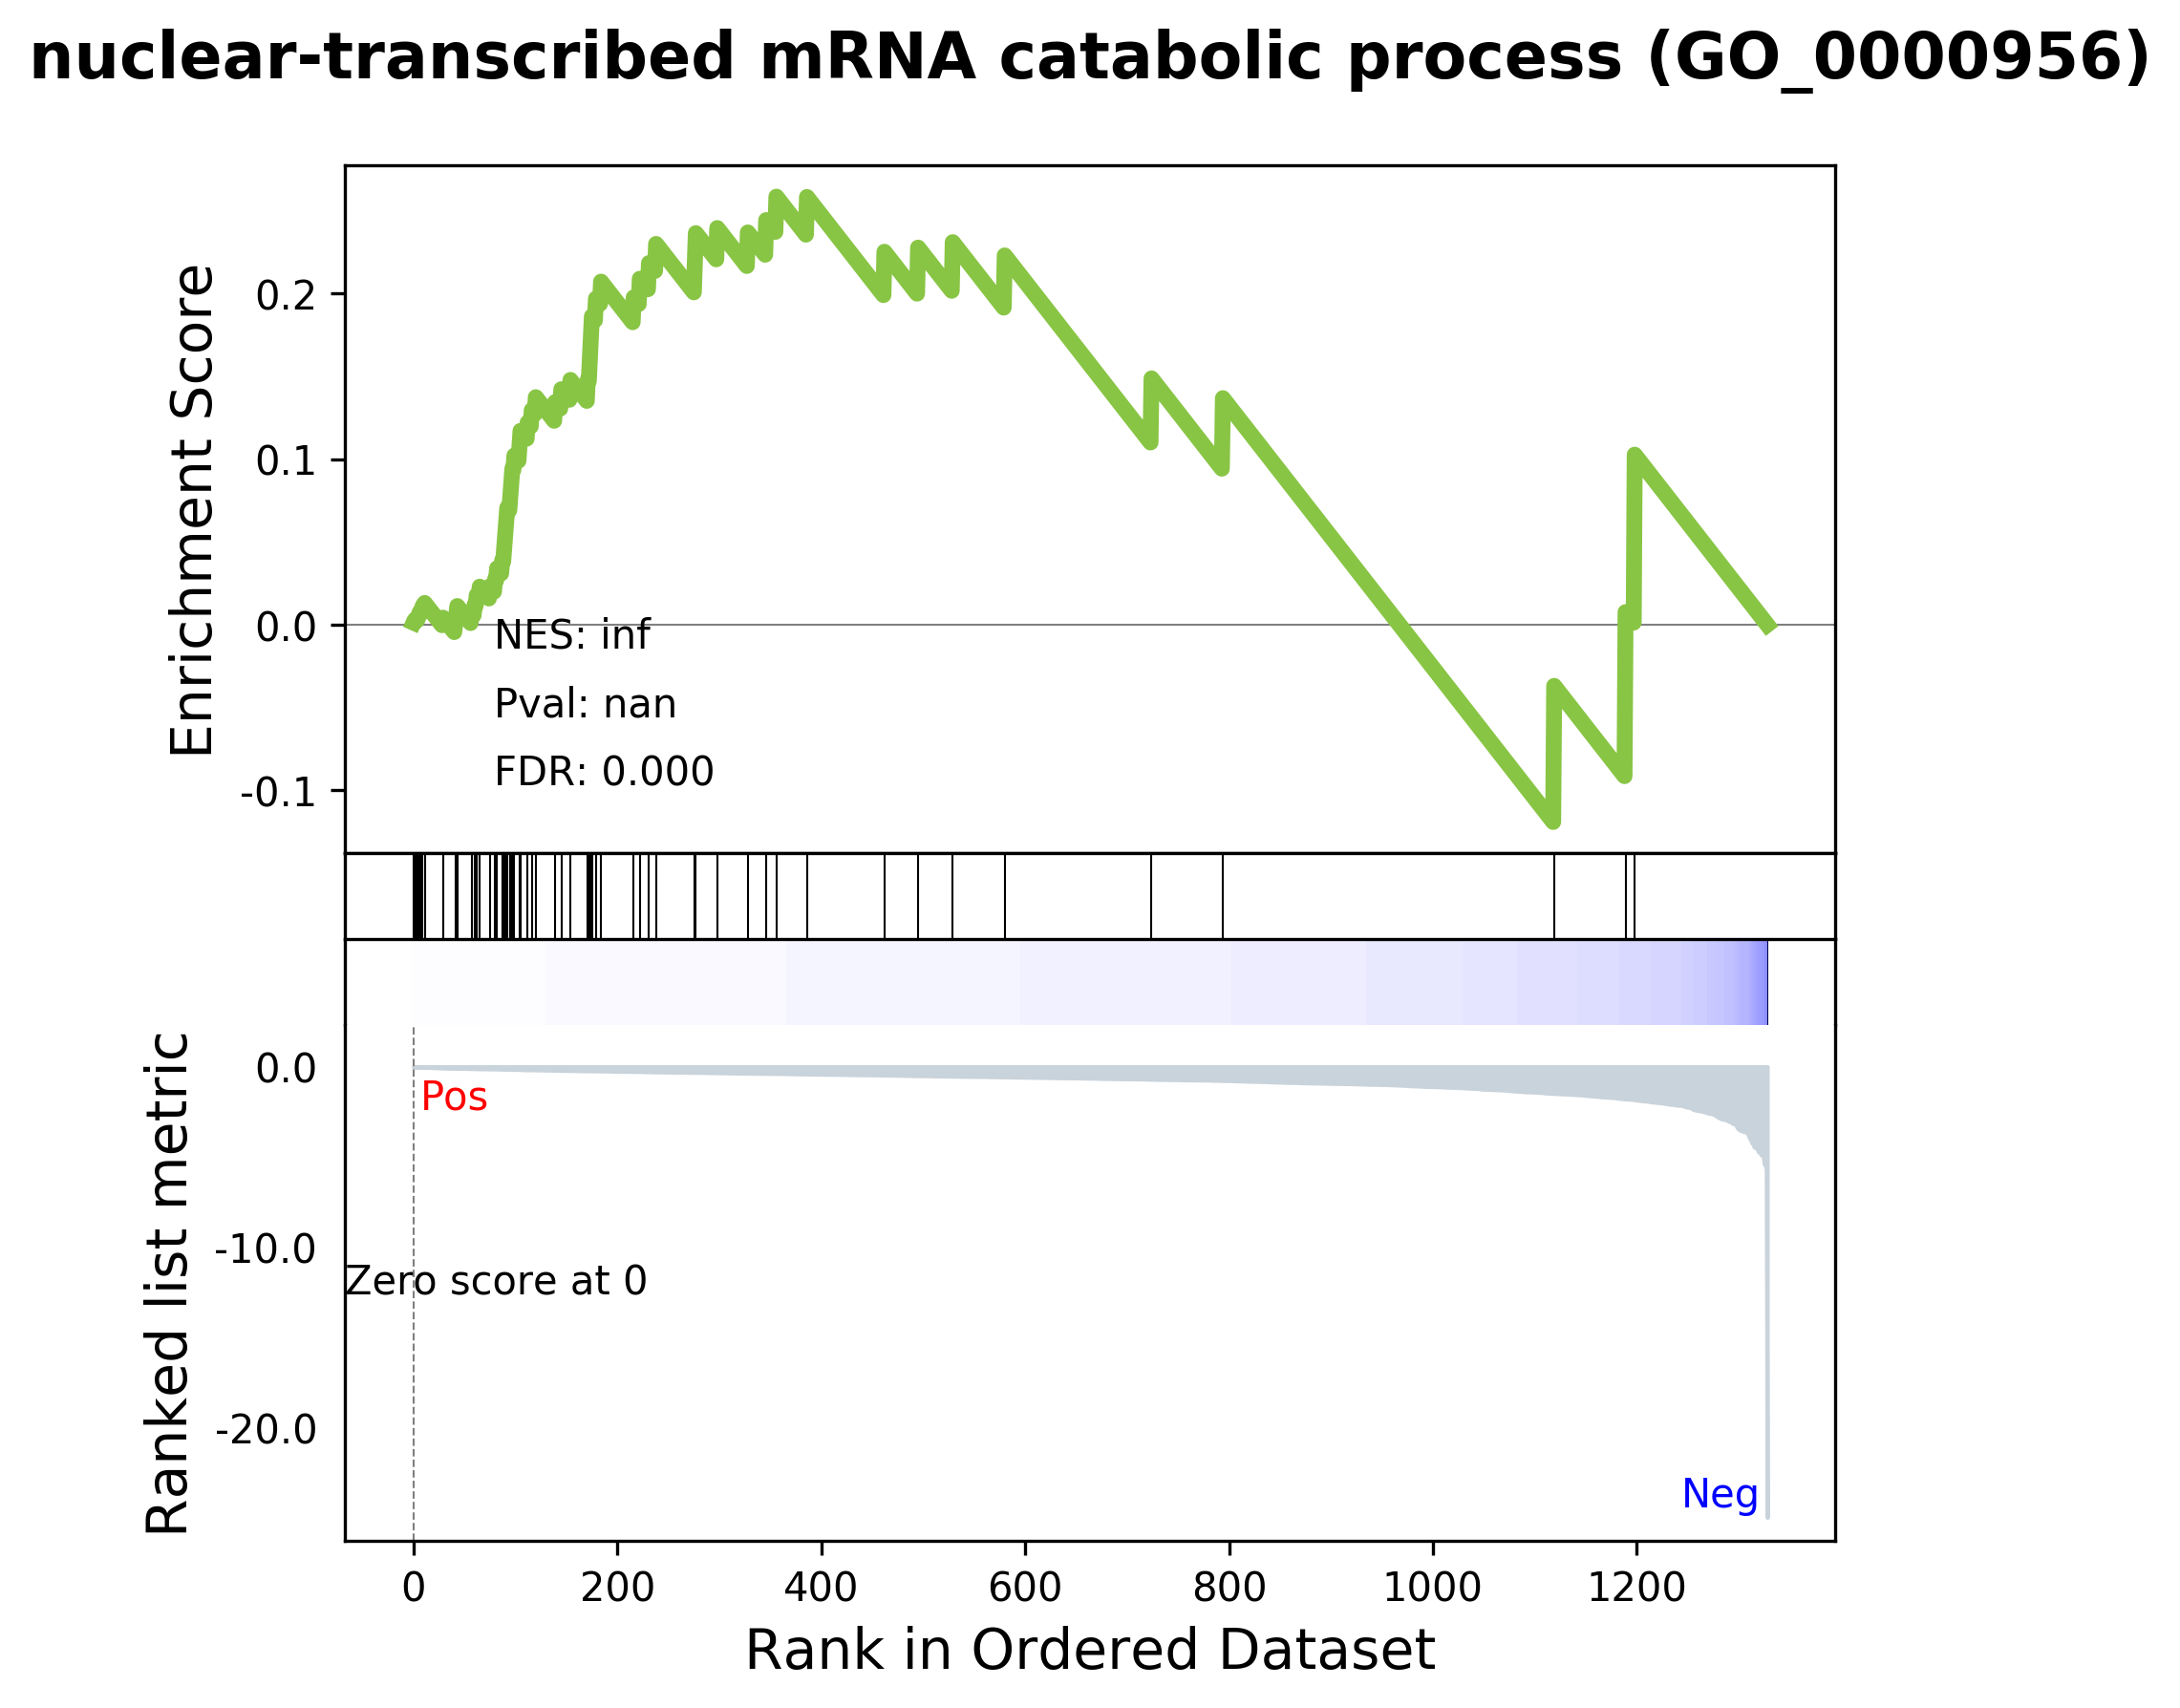 nuclear-transcribed mRNA catabolic process (GO_0000956)
Enrichment Score
0.2
0.1
0.0
-0.1
NES: inf
Pval: nan
FDR: 0.000
Ranked list metric
0.0
-10.0
-20.0
Pos
Zero score at 0
Neg
0 200 400 600 800 1000 1200
Rank in Ordered Dataset